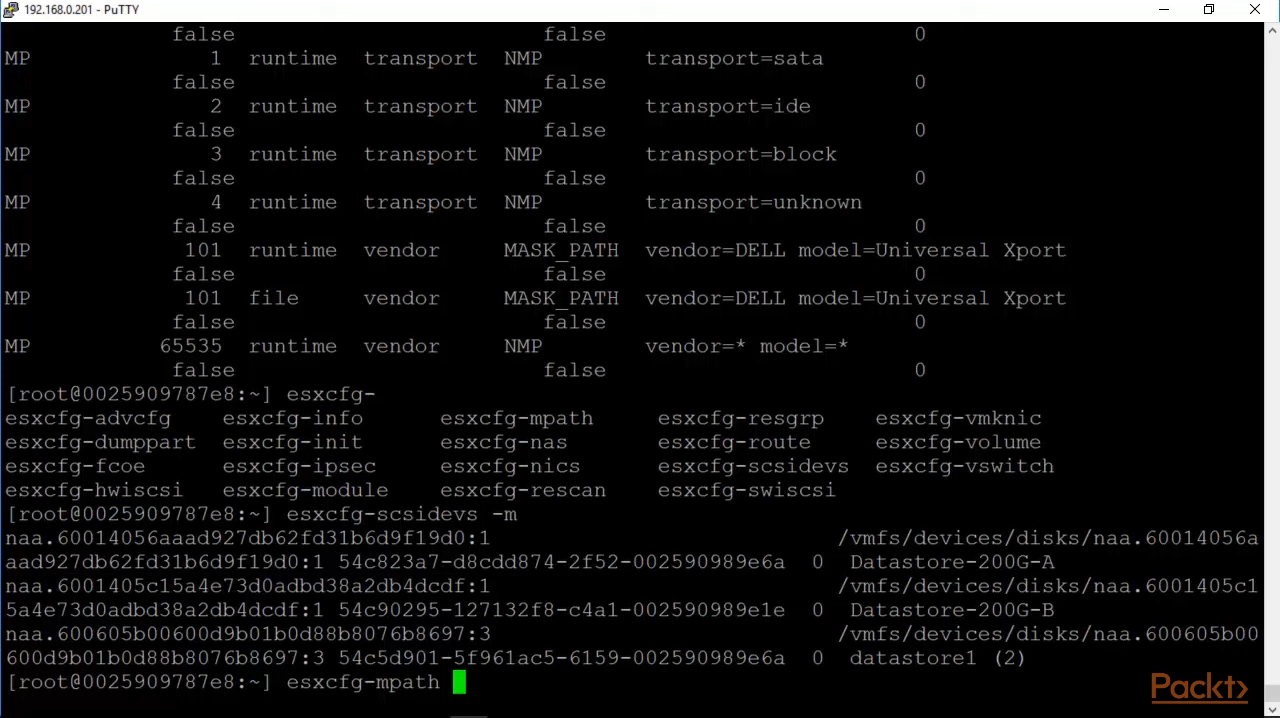 192.168.0.201 - PuTTY
false false 0
MP 1 runtime transport NMP transport=sata
false false 0
MP 2 runtime transport NMP transport=ide
false false 0
MP 3 runtime transport NMP transport=block
false false 0
MP 4 runtime transport NMP transport=unknown
false false 0
MP 101 runtime vendor MASK_PATH vendor=DELL model=Universal Xport
false false 0
MP 101 file vendor MASK_PATH vendor=DELL model=Universal Xport
false false 0
MP 65535 runtime vendor NMP vendor=* model=*
false false 0
[root@0025909787e8:~] esxcfg-
esxcfg-advcfg esxcfg-info esxcfg-mpath esxcfg-resgrp esxcfg-vmknic
esxcfg-dumppart esxcfg-init esxcfg-nas esxcfg-route esxcfg-volume
esxcfg-fcoe esxcfg-ipsec esxcfg-nics esxcfg-scsidevs esxcfg-vswitch
esxcfg-hwiscsi esxcfg-module esxcfg-rescan esxcfg-swiscsi
[root@0025909787e8:~] esxcfg-scsidevs -m
naa.60014056aaad927db62fd31b6d9f19d0:1 /vmfs/devices/disks/naa.60014056a
aad927db62fd31b6d9f19d0:1 54c823a7-d8cdd874-2f52-002590989e6a 0 Datastore-200G-A
naa.6001405c15a4e73d0adbd38a2db4dcdf:1 /vmfs/devices/disks/naa.6001405c1
5a4e73d0adbd38a2db4dcdf:1 54c90295-127132f8-c4a1-002590989e1e 0 Datastore-200G-B
naa.600605b00600d9b01b0d88b8076b8697:3 /vmfs/devices/disks/naa.600605b00
600d9b01b0d88b8076b8697:3 54c5d901-5f961ac5-6159-002590989e6a 0 datastore1 (2)
[root@0025909787e8:~] esxcfg-mpath
Packt>